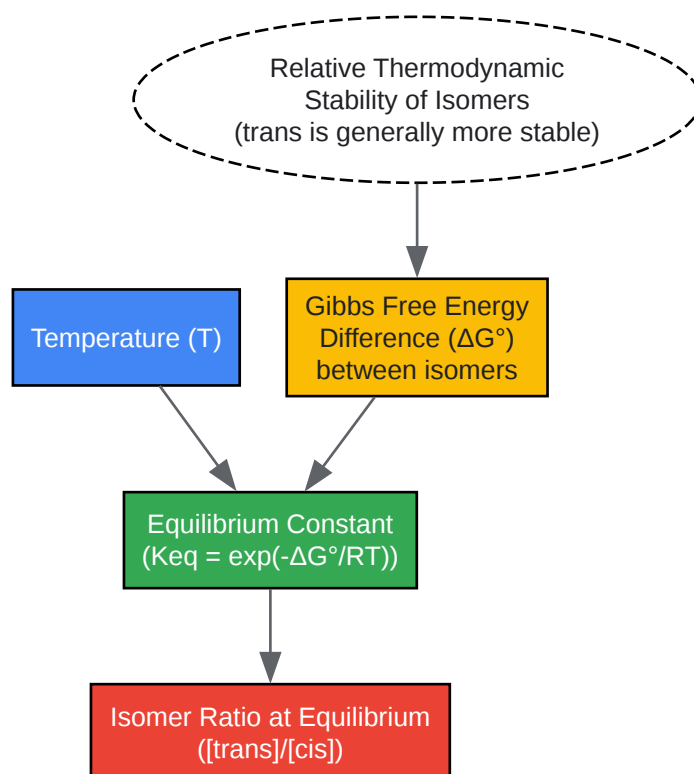 Relative Thermodynamic
Stability of Isomers
(trans is generally more stable)
Temperature (T)
Gibbs Free Energy
Difference (ΔG°)
between isomers
Equilibrium Constant
(Keq = exp(-ΔG°/RT))
Isomer Ratio at Equilibrium
([trans]/[cis])